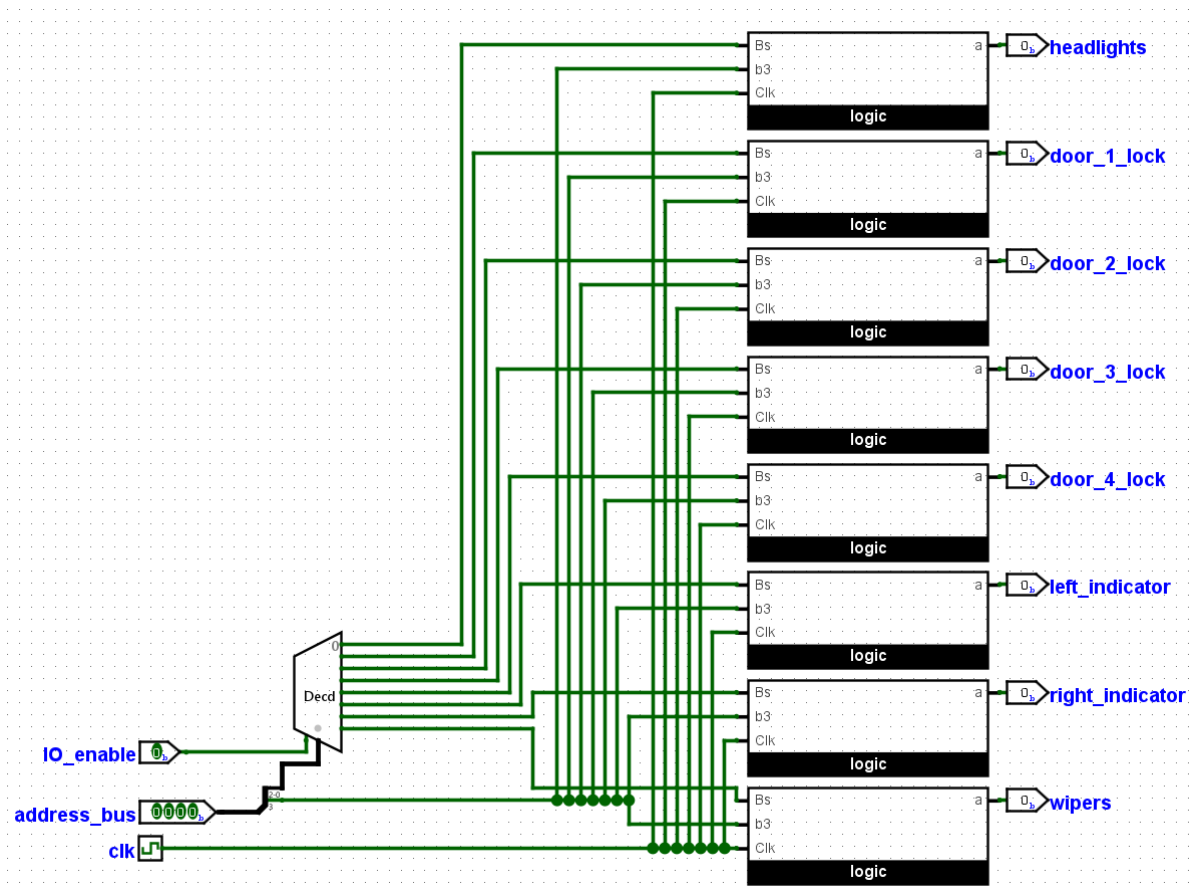 Bs a 0b headlights
b3
Clk
logic
Bs a 0b door_1_lock
b3
Clk
logic
Bs a 0b door_2_lock
b3
Clk
logic
Bs a 0b door_3_lock
b3
Clk
logic
Bs a 0b door_4_lock
b3
Clk
logic
Bs a 0b left_indicator
b3
Clk
logic
0
Decd
Bs a 0b right_indicator
b3
Clk
logic
IO_enable 0b
2-0
3
address_bus 0000b
clk
Bs a 0b wipers
b3
Clk
logic